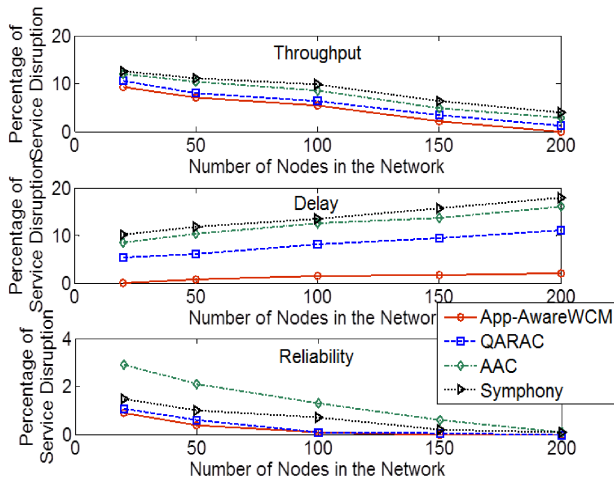 Percentage of
Service Disruption
20
10
0
Throughput
0
50
100
150
200
Number of Nodes in the Network
Percentage of
Service Disruption
20
10
0
Delay
0
50
100
150
200
Number of Nodes in the Network
App-AwareWCM
QARAC
AAC
Symphony
Percentage of
Service Disruption
4
2
0
Reliability
0
50
100
150
200
Number of Nodes in the Network